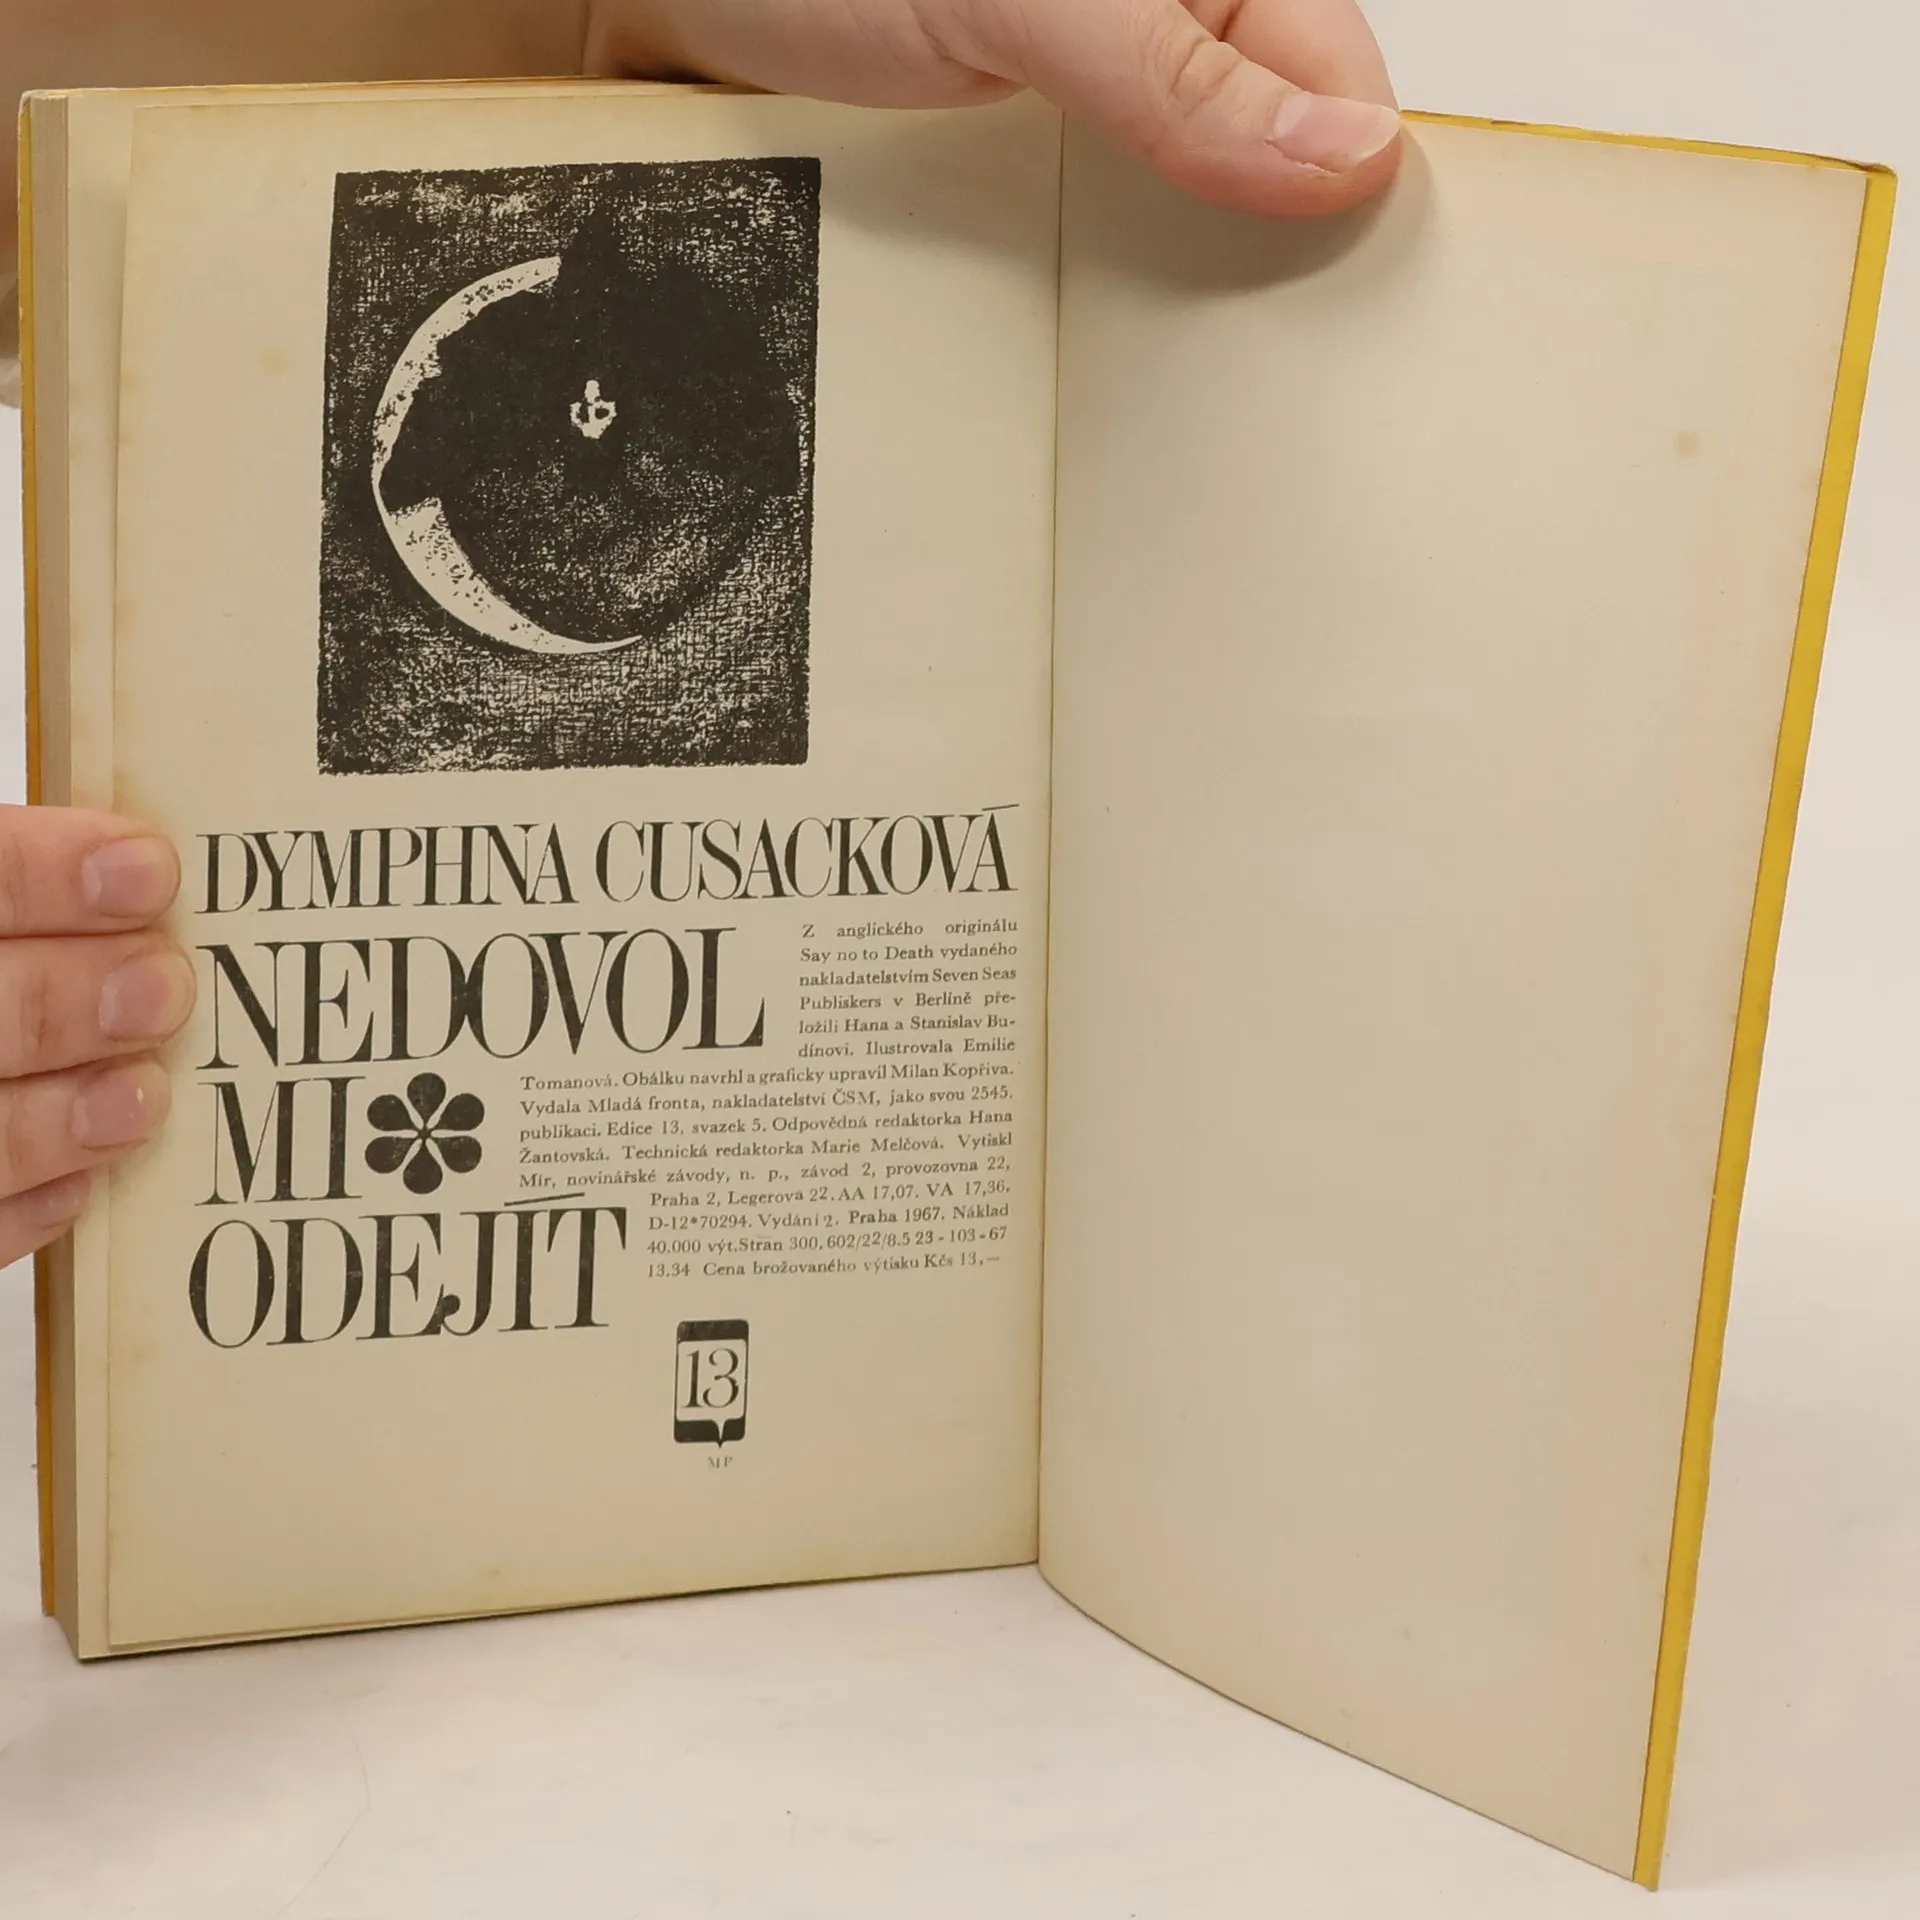 DYMPHNA CUSACKOVÁ
NEDOVOL
MI
ODEJÍT
Z anglického originálu
Say no to Death vydaného
nakladatelstvím Seven Seas
Publiskers v Berlíně pře-
ložili Hana a Stanislav Bu-
dínovi. Ilustrovala Emilie
Tomanová. Obálku navrhl a graficky upravil Milan Kopřiva.
Vydala Mladá fronta, nakladatelství ČSM, jako svou 2545.
publikaci. Edice 13, svazek 5. Odpovědná redaktorka Hana
Žantovská. Technická redaktorka Marie Melčová. Vytiskl
Mír, novinářské závody, n. p., závod 2, provozovna 22,
Praha 2, Legerova 22. AA 17,07. VA 17,36.
D-12*70294. Vydání 2. Praha 1967. Náklad
40.000 výt. Stran 300. 602/22/8.5 23 - 103 - 67
13.34 Cena brožovaného výtisku Kčs 13,—
13
MF